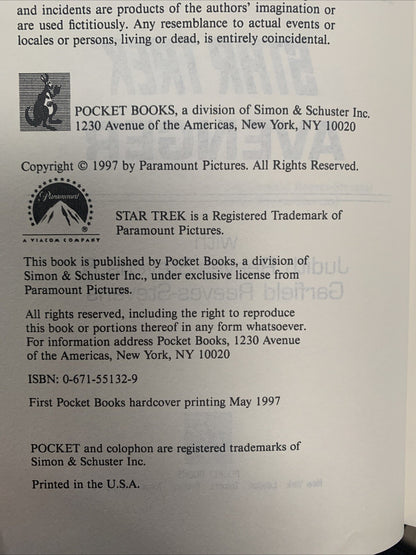 and incidents are products of the authors' imagination or
are used fictitiously. Any resemblance to actual events or
locales or persons, living or dead, is entirely coincidental.
POCKET BOOKS, a division of Simon & Schuster Inc.
1230 Avenue of the Americas, New York, NY 10020
Copyright © 1997 by Paramount Pictures. All Rights Reserved.
Paramount
®
A VIACOM COMPANY
STAR TREK is a Registered Trademark of
Paramount Pictures.
This book is published by Pocket Books, a division of
Simon & Schuster Inc., under exclusive license from
Paramount Pictures.
All rights reserved, including the right to reproduce
this book or portions thereof in any form whatsoever.
For information address Pocket Books, 1230 Avenue
of the Americas, New York, NY 10020
ISBN: 0-671-55132-9
First Pocket Books hardcover printing May 1997
POCKET and colophon are registered trademarks of
Simon & Schuster Inc.
Printed in the U.S.A.